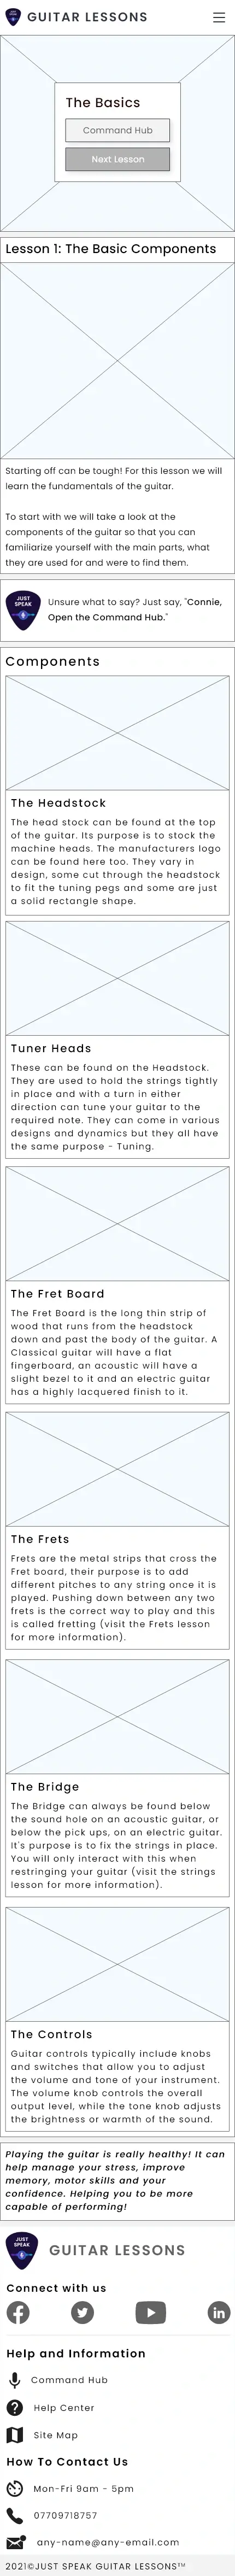 GUITAR LESSONS
The Basics
Command Hub
Next Lesson
Lesson 1: The Basic Components
Starting off can be tough! For this lesson we will
learn the fundamentals of the guitar.
To start with we will take a look at the
components of the guitar so that you can
familiarize yourself with the main parts, what
they are used for and were to find them.
JUST
SPEAK
Unsure what to say? Just say, "Connie,
Open the Command Hub."
Components
The Headstock
The head stock can be found at the top
of the guitar. Its purpose is to stock the
machine heads. The manufacturers logo
can be found here too. They vary in
design, some cut through the headstock
to fit the tuning pegs and some are just
a solid rectangle shape.
Tuner Heads
These can be found on the Headstock.
They are used to hold the strings tightly
in place and with a turn in either
direction can tune your guitar to the
required note. They can come in various
designs and dynamics but they all have
the same purpose - Tuning.
The Fret Board
The Fret Board is the long thin strip of
wood that runs from the headstock
down and past the body of the guitar. A
Classical guitar will have a flat
fingerboard, an acoustic will have a
slight bezel to it and an electric guitar
has a highly lacquered finish to it.
The Frets
Frets are the metal strips that cross the
Fret board, their purpose is to add
different pitches to any string once it is
played. Pushing down between any two
frets is the correct way to play and this
is called fretting (visit the Frets lesson
for more information).
The Bridge
The Bridge can always be found below
the sound hole on an acoustic guitar, or
below the pick ups, on an electric guitar.
It's purpose is to fix the strings in place.
You will only interact with this when
restringing your guitar (visit the strings
lesson for more information).
The Controls
Guitar controls typically include knobs
and switches that allow you to adjust
the volume and tone of your instrument.
The volume knob controls the overall
output level, while the tone knob adjusts
the brightness or warmth of the sound.
Playing the guitar is really healthy! It can
help manage your stress, improve
memory, motor skills and your
confidence. Helping you to be more
capable of performing!
JUST
SPEAK
GUITAR LESSONS
Connect with us
Help and Information
Command Hub
Help Center
Site Map
How To Contact Us
Mon-Fri 9am - 5pm
07709718757
any-name@any-email.com
2021©JUST SPEAK GUITAR LESSONS™